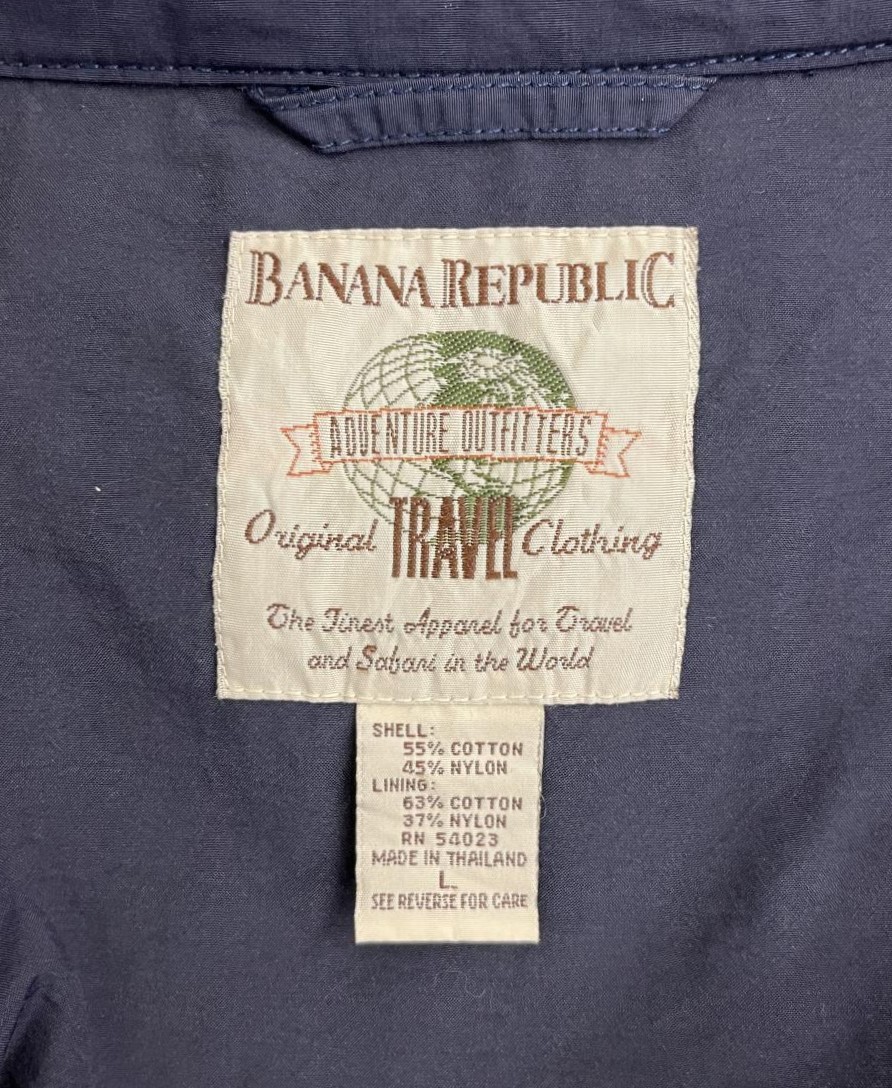 BANANA REPUBLIC
ADVENTURE OUTFITTERS
Original TRAVEL Clothing
The Finest Apparel for Travel
and Safari in the World
SHELL:
55% COTTON
45% NYLON
LINING:
63% COTTON
37% NYLON
RN 54023
MADE IN THAILAND
L
SEE REVERSE FOR CARE